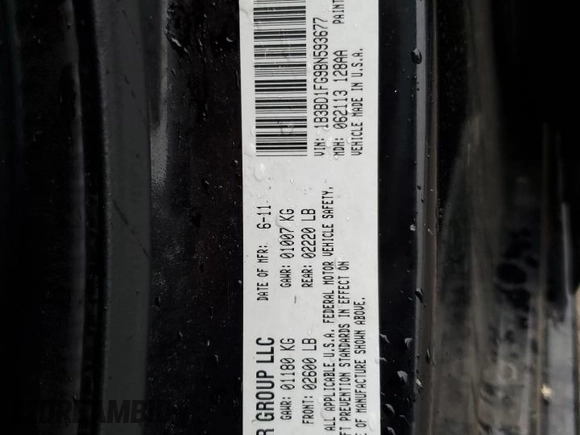 R GROUP LLC
DATE OF MFR: 6-11
GAWR: 01180 KG
GAWR: 01007 KG
FRONT: 02600 LB
REAR: 02220 LB
ALL APPLICABLE U.S.A. FEDERAL MOTOR VEHICLE SAFETY,
FT PREVENTION STANDARDS IN EFFECT ON
OF MANUFACTURE SHOWN ABOVE.
VIN: 1B3BD1FG9BN593677
MDH: 062113 128AA
PAINT
VEHICLE MADE IN U.S.A.